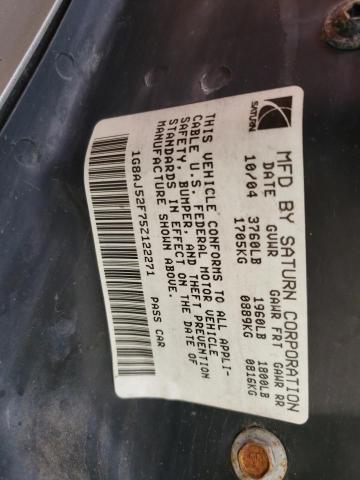 SATURN
MFD BY SATURN CORPORATION
DATE GVWR GAWR FRT GAWR RR
10/04 3760LB 1960LB 1800LB
1705KG 0889KG 0816KG
THIS VEHICLE CONFORMS TO ALL APPLI-
CABLE U.S. FEDERAL MOTOR VEHICLE
SAFETY, BUMPER, AND THEFT PREVENTION
STANDARDS IN EFFECT ON THE DATE OF
MANUFACTURE SHOWN ABOVE.
1G8AJ52F75Z122271 PASS CAR